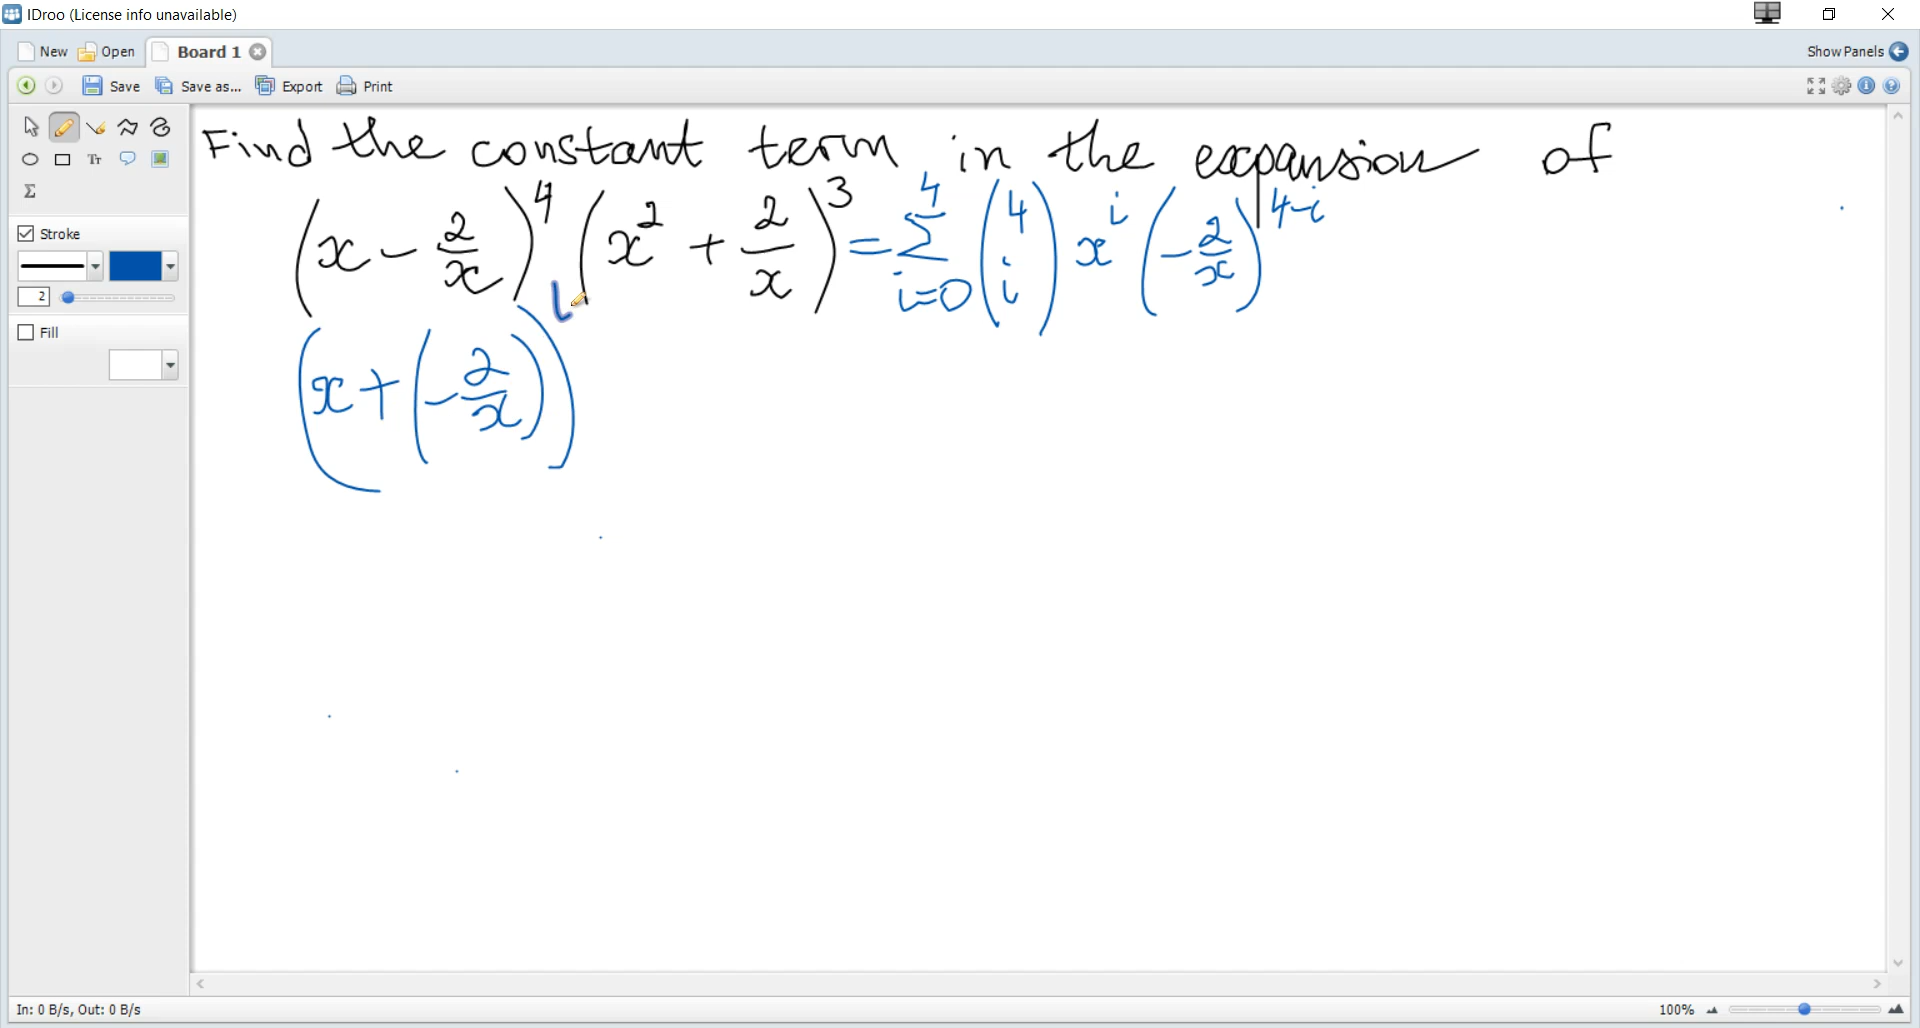 IDroo (License info unavailable)
New Open Board 1 Show Panels
Save Save as... Export Print
Find the constant term in the expansion of
(x - 2/x)^4 (x^2 + 2/x)^3 = ∑_{i=0}^{4} (4 i) x^i (-2/x)^{4-i}
(x + (-2/x))
Tr
Σ
Stroke
2
Fill
In: 0 B/s, Out: 0 B/s 100%